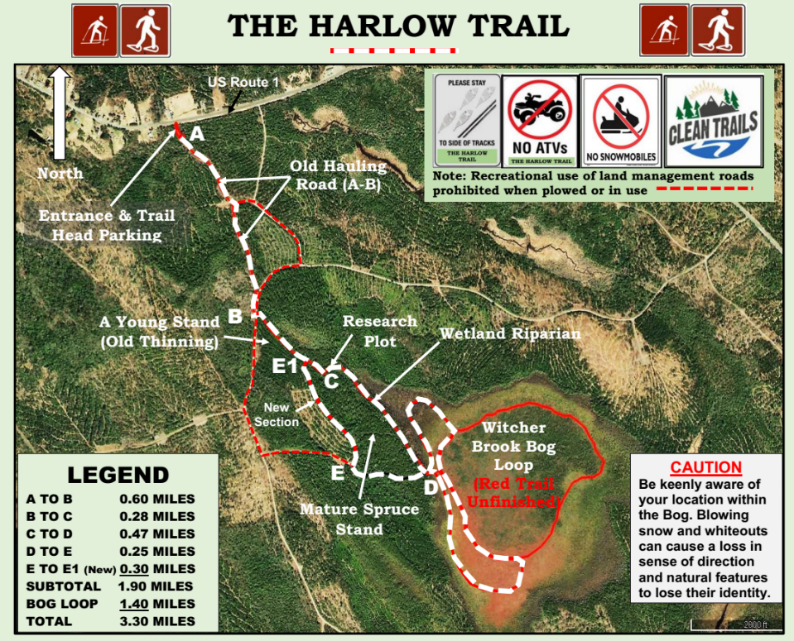 THE HARLOW TRAIL
US Route 1
PLEASE STAY
TO SIDE OF TRACKS
THE HARLOW
TRAIL
NO ATVs
THE HARLOW TRAIL
NO SNOWMOBILES
CLEAN TRAILS
Note: Recreational use of land management roads
prohibited when plowed or in use
A
North
Old Hauling
Road (A-B)
Entrance & Trail
Head Parking
B
A Young Stand
(Old Thinning)
Research
Plot
Wetland Riparian
E1
C
New
Section
Witcher
Brook Bog
Loop
(Red Trail
Unfinished)
E
D
Mature Spruce
Stand
LEGEND
A TO B 0.60 MILES
B TO C 0.28 MILES
C TO D 0.47 MILES
D TO E 0.25 MILES
E TO E1 (New) 0.30 MILES
SUBTOTAL 1.90 MILES
BOG LOOP 1.40 MILES
TOTAL 3.30 MILES
CAUTION
Be keenly aware of
your location within
the Bog. Blowing
snow and whiteouts
can cause a loss in
sense of direction
and natural features
to lose their identity.
2800 ft